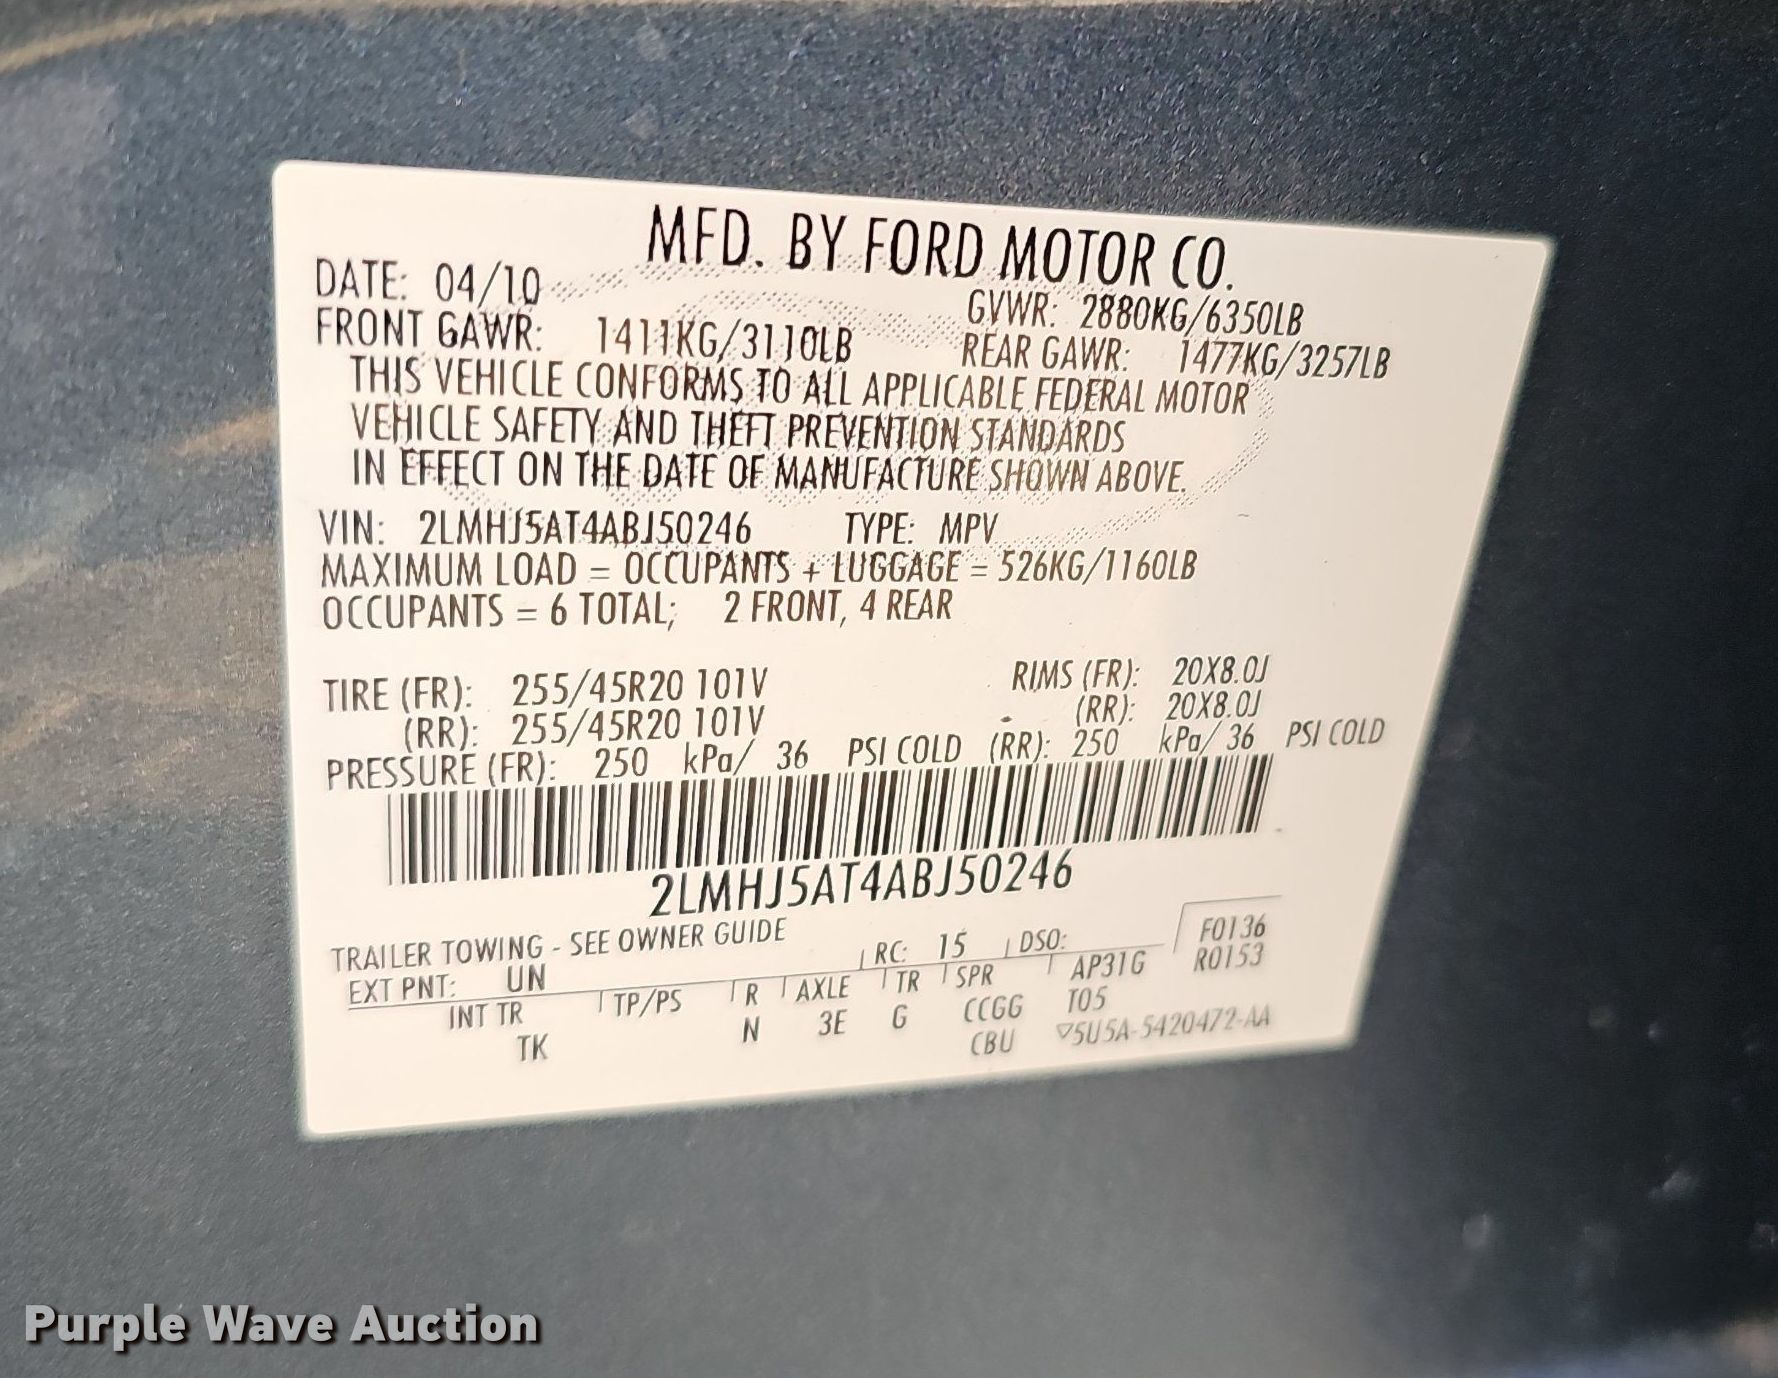 MFD. BY FORD MOTOR CO.
DATE: 04/10 GVWR: 2880KG/6350LB
FRONT GAWR: 1411KG/3110LB REAR GAWR: 1477KG/3257LB
THIS VEHICLE CONFORMS TO ALL APPLICABLE FEDERAL MOTOR
VEHICLE SAFETY AND THEFT PREVENTION STANDARDS
IN EFFECT ON THE DATE OF MANUFACTURE SHOWN ABOVE.
VIN: 2LMHJ5AT4ABJ50246 TYPE: MPV
MAXIMUM LOAD = OCCUPANTS + LUGGAGE = 526KG/1160LB
OCCUPANTS = 6 TOTAL; 2 FRONT, 4 REAR
TIRE (FR): 255/45R20 101V RIMS (FR): 20X8.0J
(RR): 255/45R20 101V (RR): 20X8.0J
PRESSURE (FR): 250 kPa/ 36 PSI COLD (RR): 250 kPa/ 36 PSI COLD
2LMHJ5AT4ABJ50246
TRAILER TOWING - SEE OWNER GUIDE
EXT PNT: UN RC: 15 DSO: F0136
R0153
INT TR TP/PS R AXLE TR SPR AP31G
TK N 3E G CCGG T05
CBU ▽5U5A-5420472-AA
Purple Wave Auction